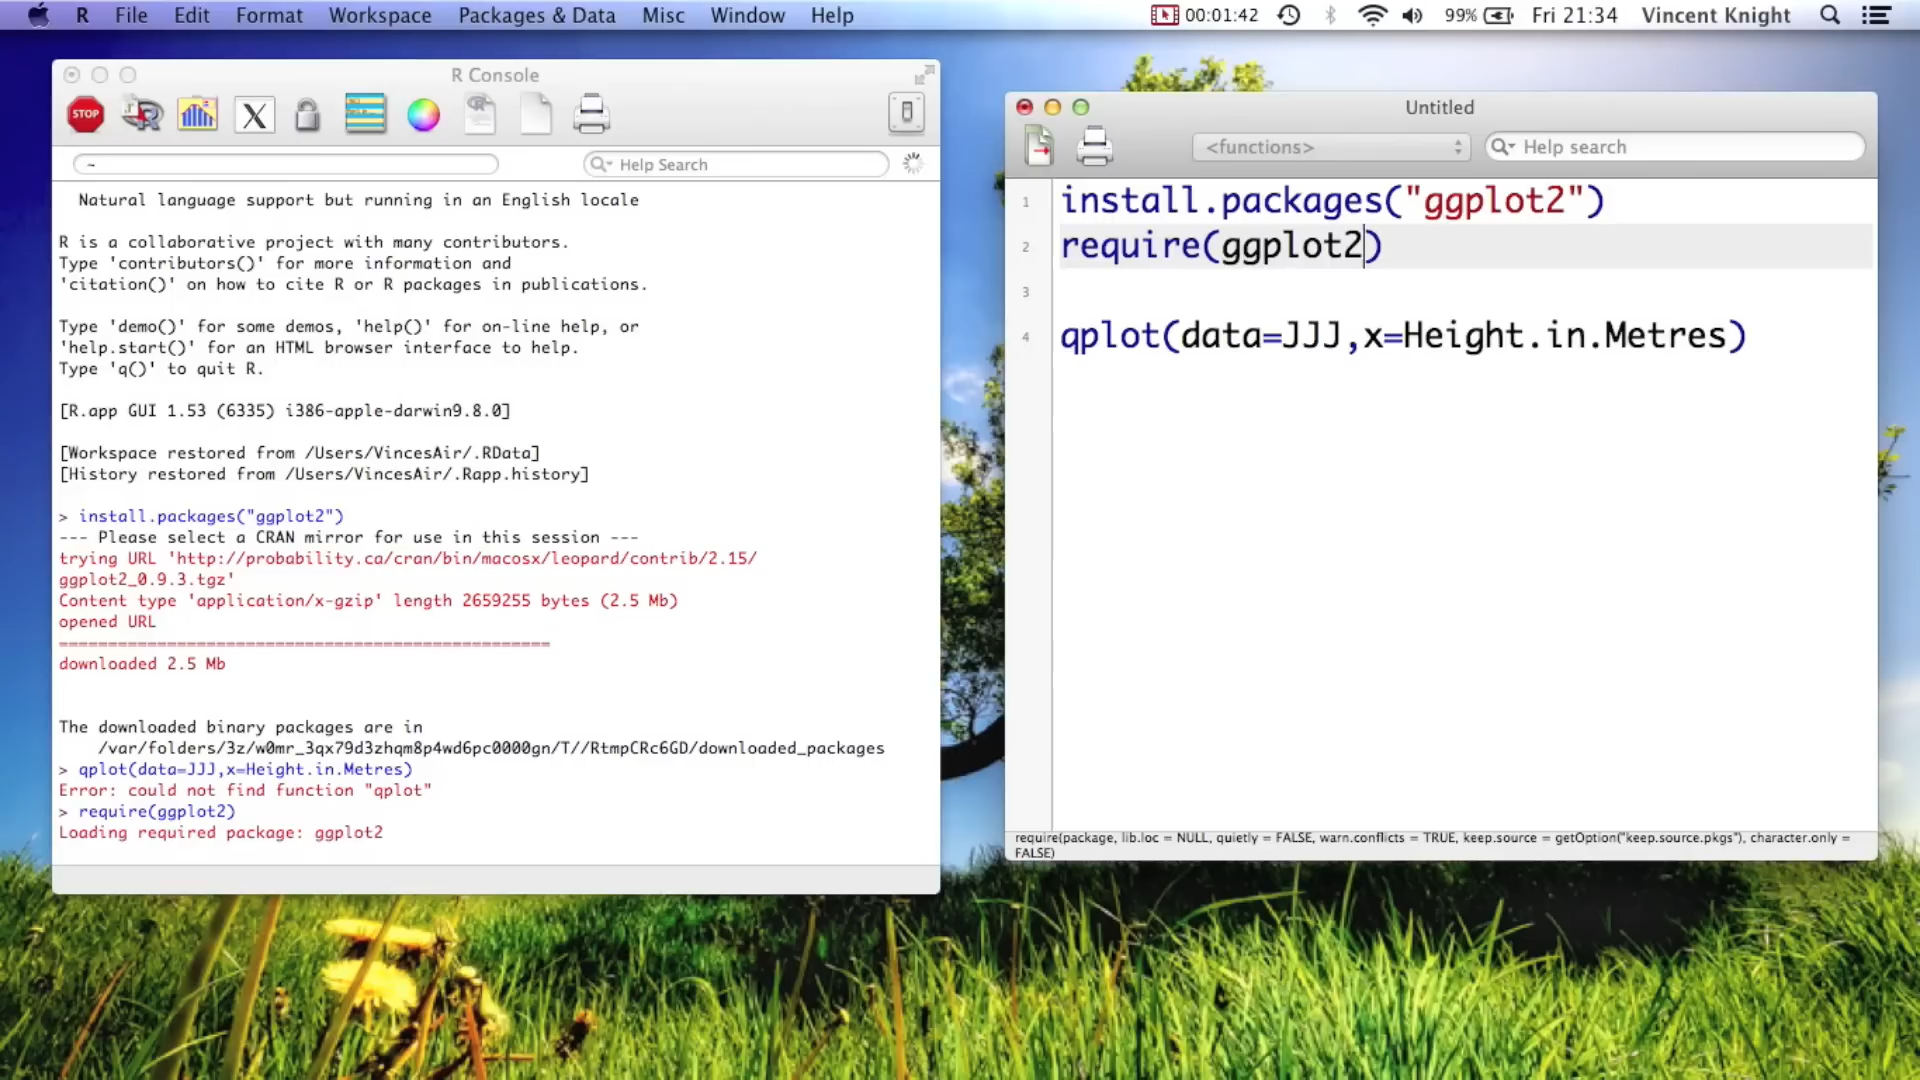 R File Edit Format Workspace Packages & Data Misc Window Help 00:01:42 99% Fri 21:34 Vincent Knight
R Console
STOP
X
~
Help Search
Natural language support but running in an English locale
R is a collaborative project with many contributors.
Type 'contributors()' for more information and
'citation()' on how to cite R or R packages in publications.
Type 'demo()' for some demos, 'help()' for on-line help, or
'help.start()' for an HTML browser interface to help.
Type 'q()' to quit R.
[R.app GUI 1.53 (6335) i386-apple-darwin9.8.0]
[Workspace restored from /Users/VincesAir/.RData]
[History restored from /Users/VincesAir/.Rapp.history]
> install.packages("ggplot2")
--- Please select a CRAN mirror for use in this session ---
trying URL 'http://probability.ca/cran/bin/macosx/leopard/contrib/2.15/
ggplot2_0.9.3.tgz'
Content type 'application/x-gzip' length 2659255 bytes (2.5 Mb)
opened URL
==================================================
downloaded 2.5 Mb
The downloaded binary packages are in
/var/folders/3z/w0mr_3qx79d3zhqm8p4wd6pc0000gn/T//RtmpCRc6GD/downloaded_packages
> qplot(data=JJJ,x=Height.in.Metres)
Error: could not find function "qplot"
> require(ggplot2)
Loading required package: ggplot2
Untitled
<functions>
Help search
1 install.packages("ggplot2")
2 require(ggplot2)
3
4 qplot(data=JJJ,x=Height.in.Metres)
require(package, lib.loc = NULL, quietly = FALSE, warn.conflicts = TRUE, keep.source = getOption("keep.source.pkgs"), character.only =
FALSE)